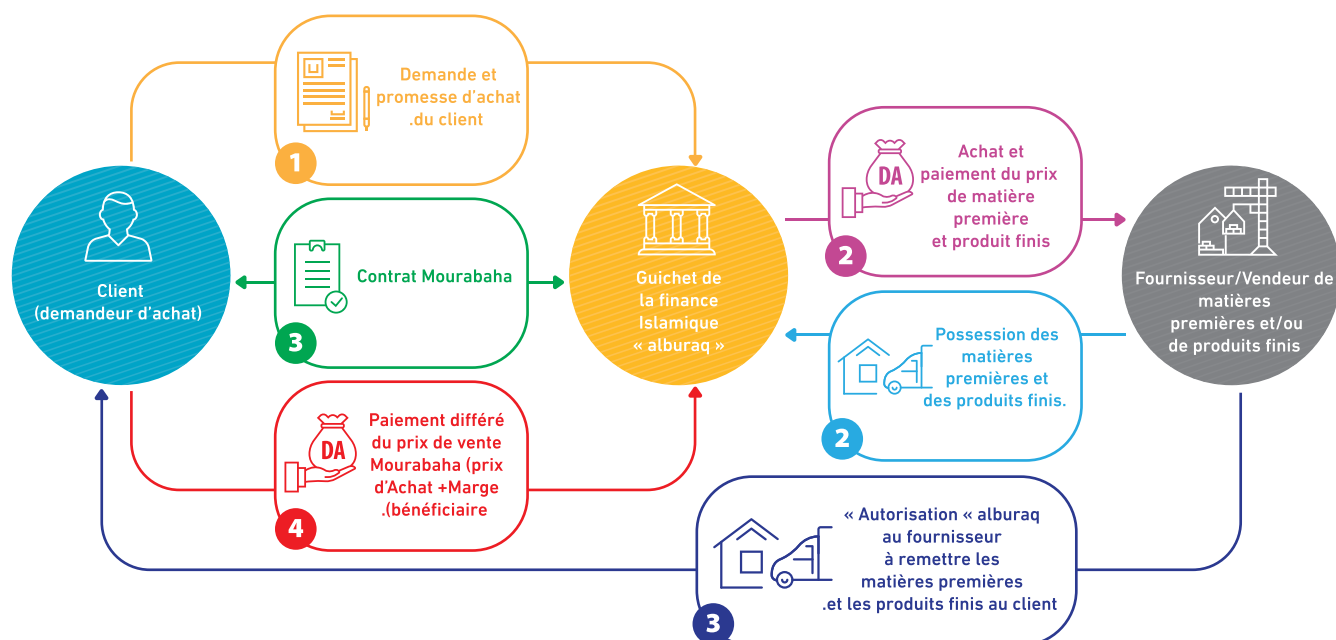 Demande et
promesse d'achat
.du client
1
Client
(demandeur d'achat)
Contrat Mourabaha
3
DA
Paiement différé
du prix de vente
Mourabaha (prix
d'Achat +Marge
.(bénéficiaire
4
Guichet de
la finance
Islamique
« alburaq »
DA
Achat et
paiement du prix
de matière
première
et produit finis
2
Possession des
matières
premières et
des produits finis.
2
Fournisseur/Vendeur de
matières
premières et/ou
de produits finis
« Autorisation « alburaq
au fournisseur
à remettre les
matières premières
.et les produits finis au client
3